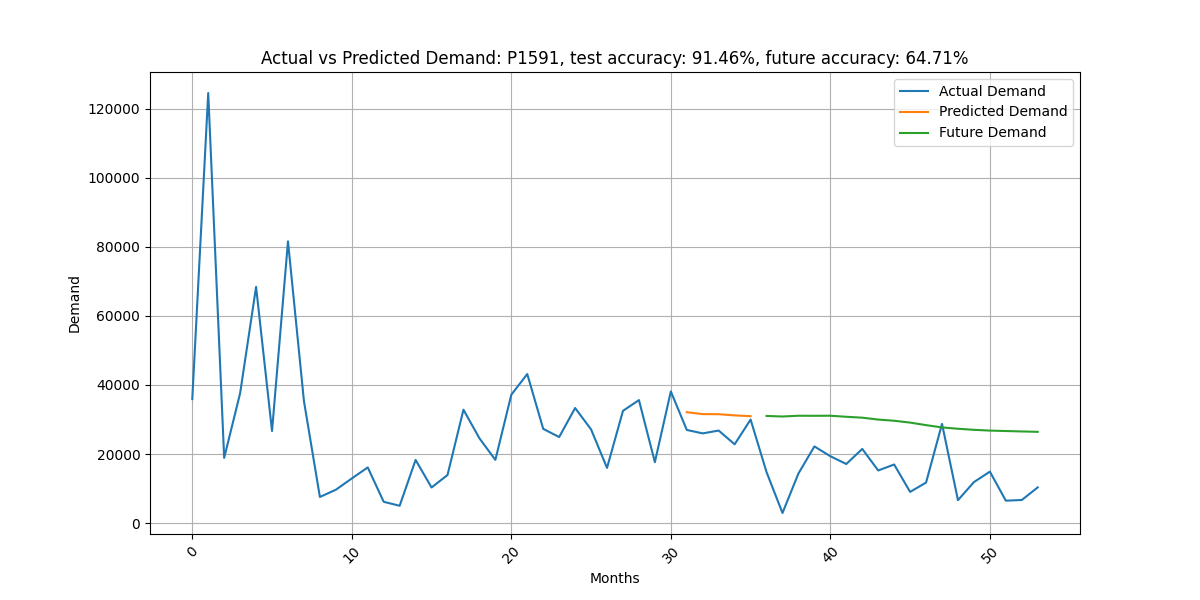 Actual vs Predicted Demand: P1591, test accuracy: 91.46%, future accuracy: 64.71%
Actual Demand
Predicted Demand
Future Demand
120000
100000
80000
60000
40000
20000
0
Demand
0
10
20
30
40
50
Months